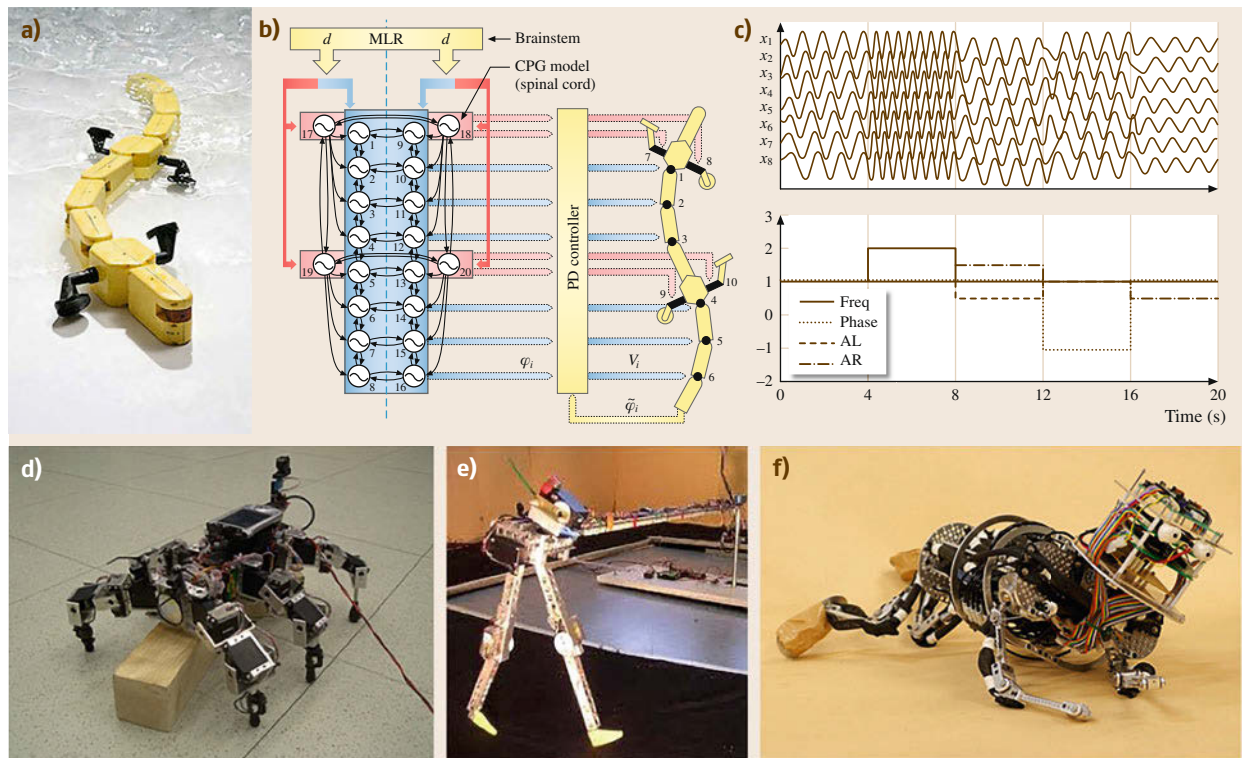 a)
b)
d
MLR
d
Brainstem
CPG model
(spinal cord)
17
18
1
9
2
10
3
11
4
12
19
20
5
13
6
14
7
15
8
16
φi
PD controller
Vi
φ̃i
7
8
1
2
3
9
10
4
5
6
c)
x1
x2
x3
x4
x5
x6
x7
x8
3
2
1
0
−1
−2
Freq
Phase
AL
AR
0
4
8
12
16
20
Time (s)
d)
e)
f)